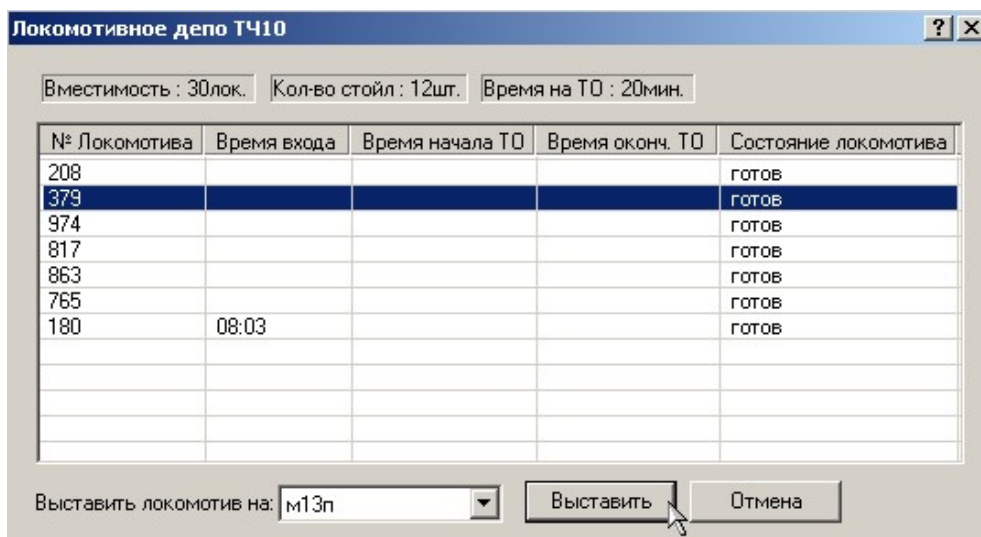 Локомотивное депо ТЧ10
Вместимость : 30лок. Кол-во стойл : 12шт. Время на ТО : 20мин.
№ Локомотива Время входа Время начала ТО Время оконч. ТО Состояние локомотива
208 готов
379 готов
974 готов
817 готов
863 готов
765 готов
180 08:03 готов
Выставить локомотив на: м13п Выставить Отмена